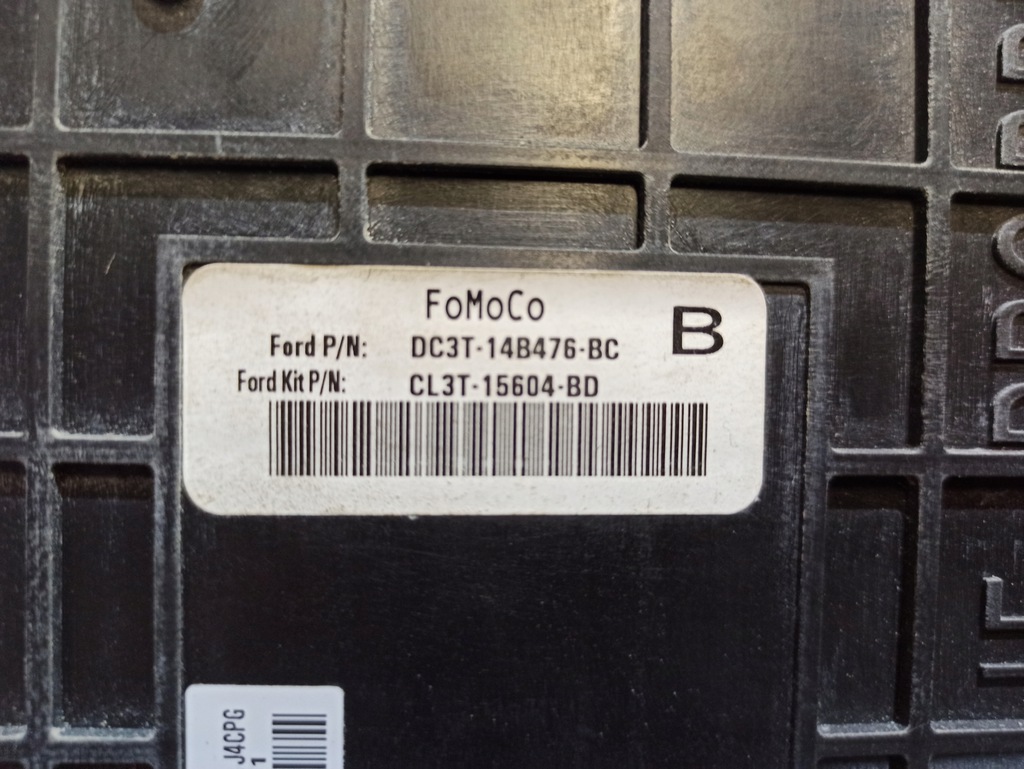 FoMoCo
B
Ford P/N: DC3T-14B476-BC
Ford Kit P/N: CL3T-15604-BD
J4CPG
1